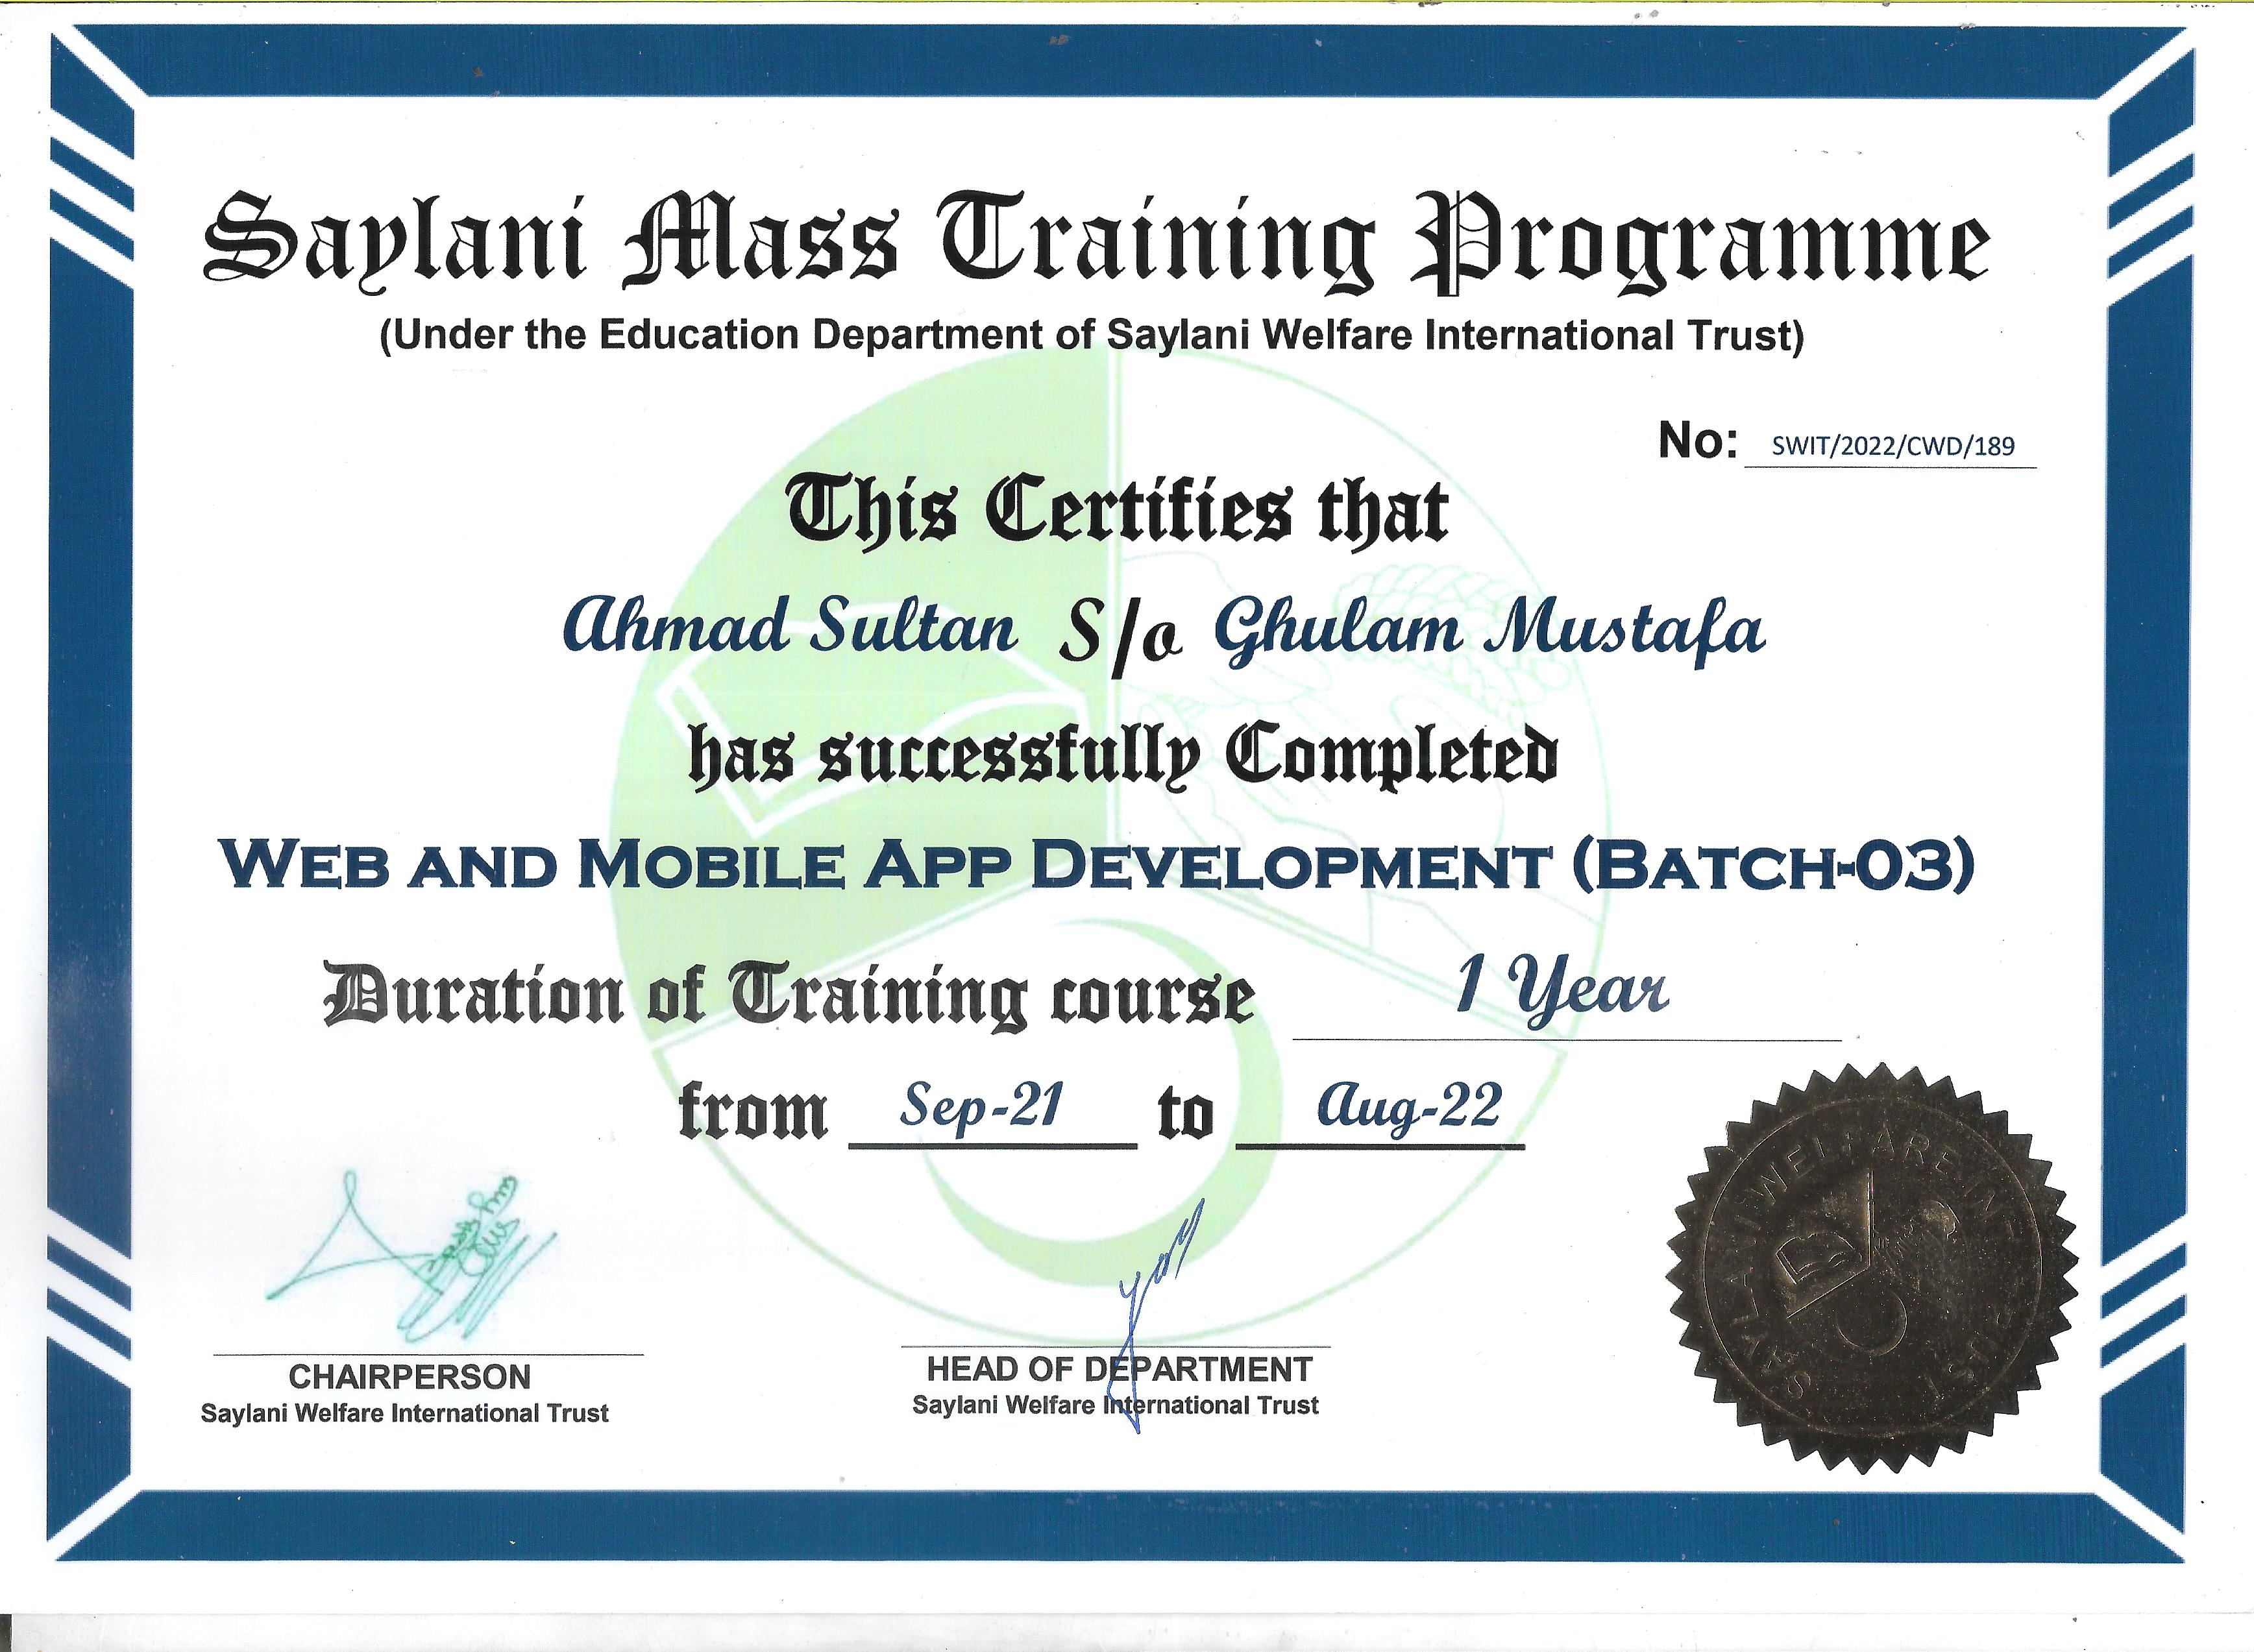 Saylani Mass Training Programme
(Under the Education Department of Saylani Welfare International Trust)
No: SWIT/2022/CWD/189
This Certifies that
Ahmad Sultan S/o Ghulam Mustafa
has successfully Completed
WEB AND MOBILE APP DEVELOPMENT (BATCH-03)
Duration of Training course 1 Year
from Sep-21 to Aug-22
CHAIRPERSON
Saylani Welfare International Trust
HEAD OF DEPARTMENT
Saylani Welfare International Trust
SAYLANI WELFARE